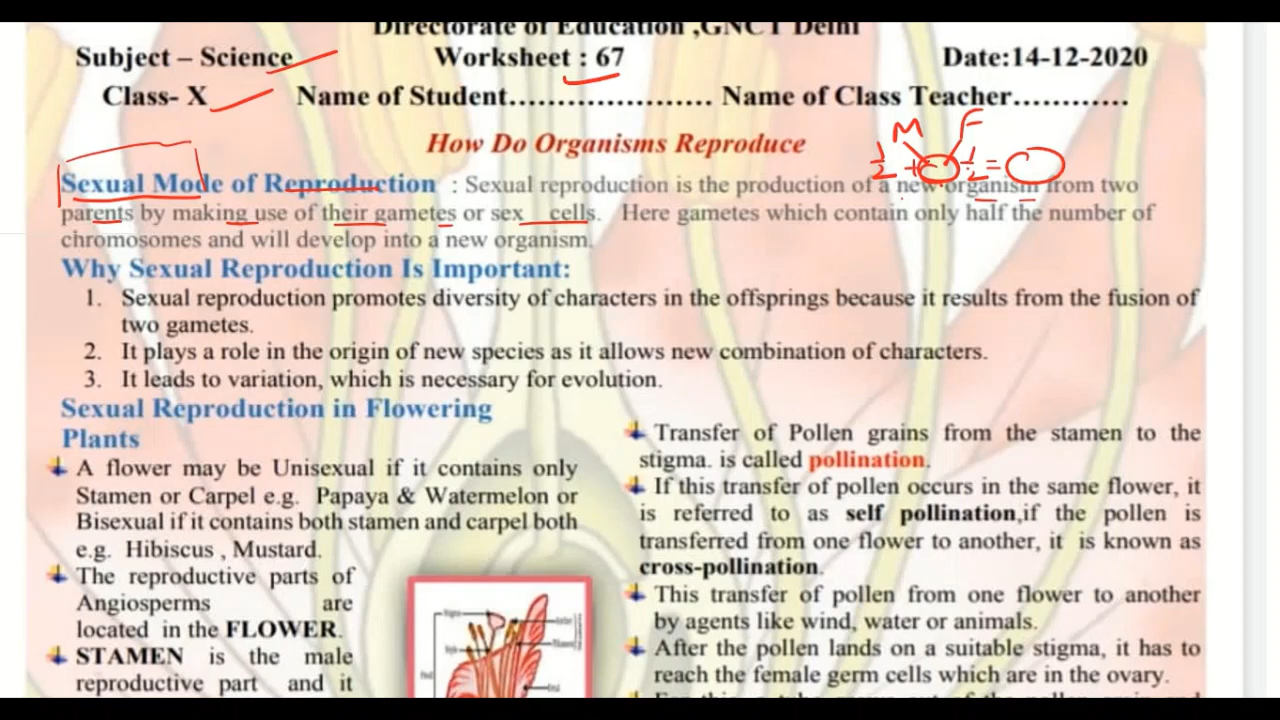 Directorate of Education ,GNCT Delhi
Subject – Science Worksheet : 67 Date:14-12-2020
Class- X Name of Student..................... Name of Class Teacher............
M F
1/2 + 1/2 =
How Do Organisms Reproduce
Sexual Mode of Reproduction : Sexual reproduction is the production of a new organism from two
parents by making use of their gametes or sex cells. Here gametes which contain only half the number of
chromosomes and will develop into a new organism.
Why Sexual Reproduction Is Important:
1. Sexual reproduction promotes diversity of characters in the offsprings because it results from the fusion of
two gametes.
2. It plays a role in the origin of new species as it allows new combination of characters.
3. It leads to variation, which is necessary for evolution.
Sexual Reproduction in Flowering
Plants
A flower may be Unisexual if it contains only
Stamen or Carpel e.g. Papaya & Watermelon or
Bisexual if it contains both stamen and carpel both
e.g. Hibiscus , Mustard.
The reproductive parts of
Angiosperms are
located in the FLOWER.
STAMEN is the male
reproductive part and it
Transfer of Pollen grains from the stamen to the
stigma. is called pollination.
If this transfer of pollen occurs in the same flower, it
is referred to as self pollination,if the pollen is
transferred from one flower to another, it is known as
cross-pollination.
This transfer of pollen from one flower to another
by agents like wind, water or animals.
After the pollen lands on a suitable stigma, it has to
reach the female germ cells which are in the ovary.